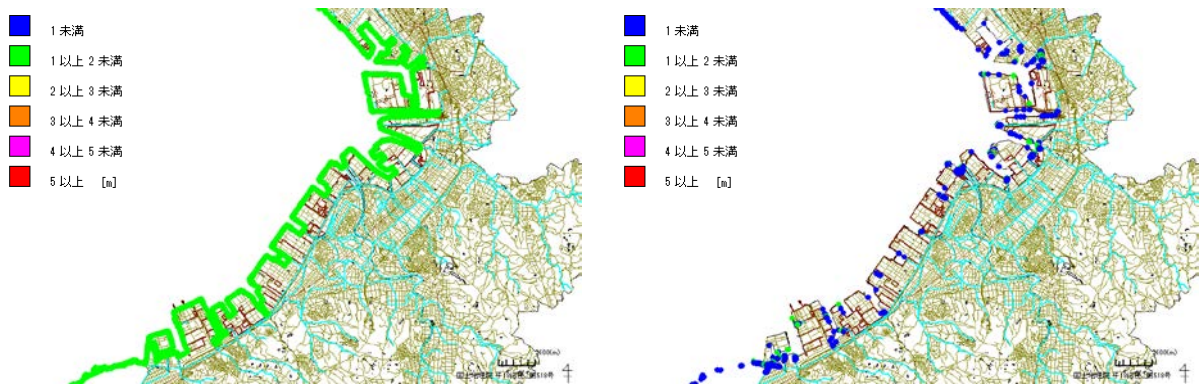 1 未満
1 以上 2 未満
2 以上 3 未満
3 以上 4 未満
4 以上 5 未満
5 以上 [m]
1 未満
1 以上 2 未満
2 以上 3 未満
3 以上 4 未満
4 以上 5 未満
5 以上 [m]